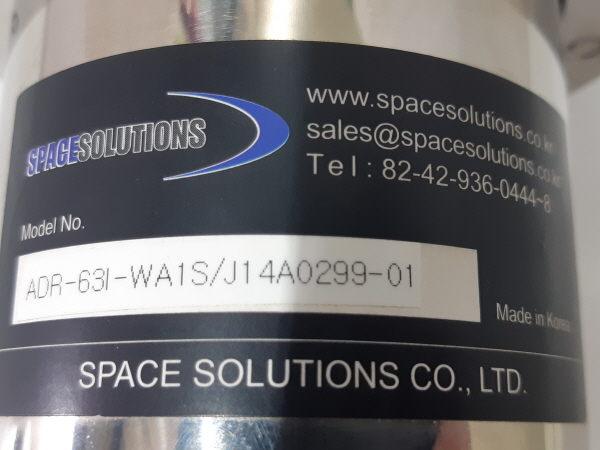 SPACESOLUTIONS
www.spacesolutions.co.kr
sales@spacesolutions.co.kr
Tel : 82-42-936-0444~8
Model No.
ADR-63I-WA1S/J14A0299-01
Made in Korea
SPACE SOLUTIONS CO., LTD.